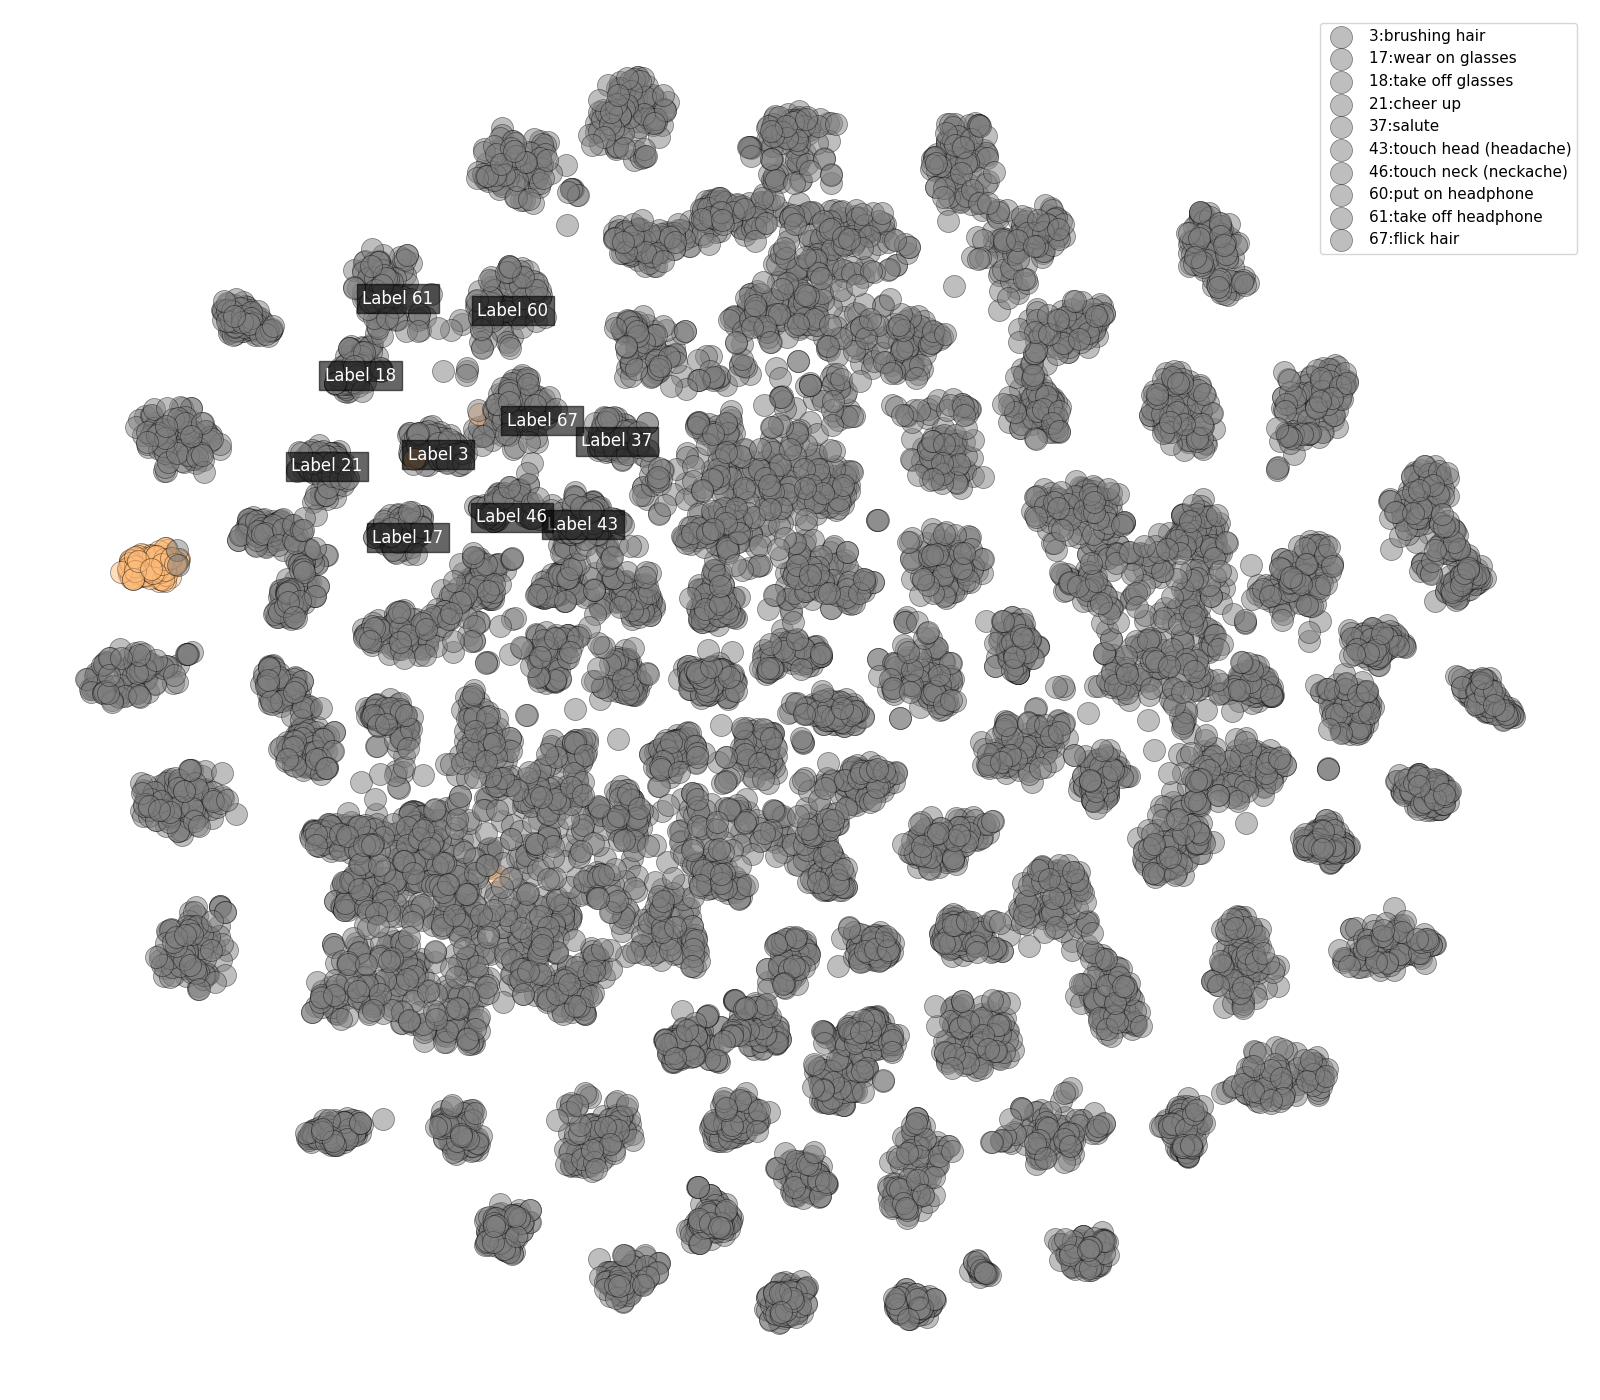 3:brushing hair
17:wear on glasses
18:take off glasses
21:cheer up
37:salute
43:touch head (headache)
46:touch neck (neckache)
60:put on headphone
61:take off headphone
67:flick hair
Label 61
Label 60
Label 18
Label 67
Label 37
Label 3
Label 21
Label 46
Label 43
Label 17